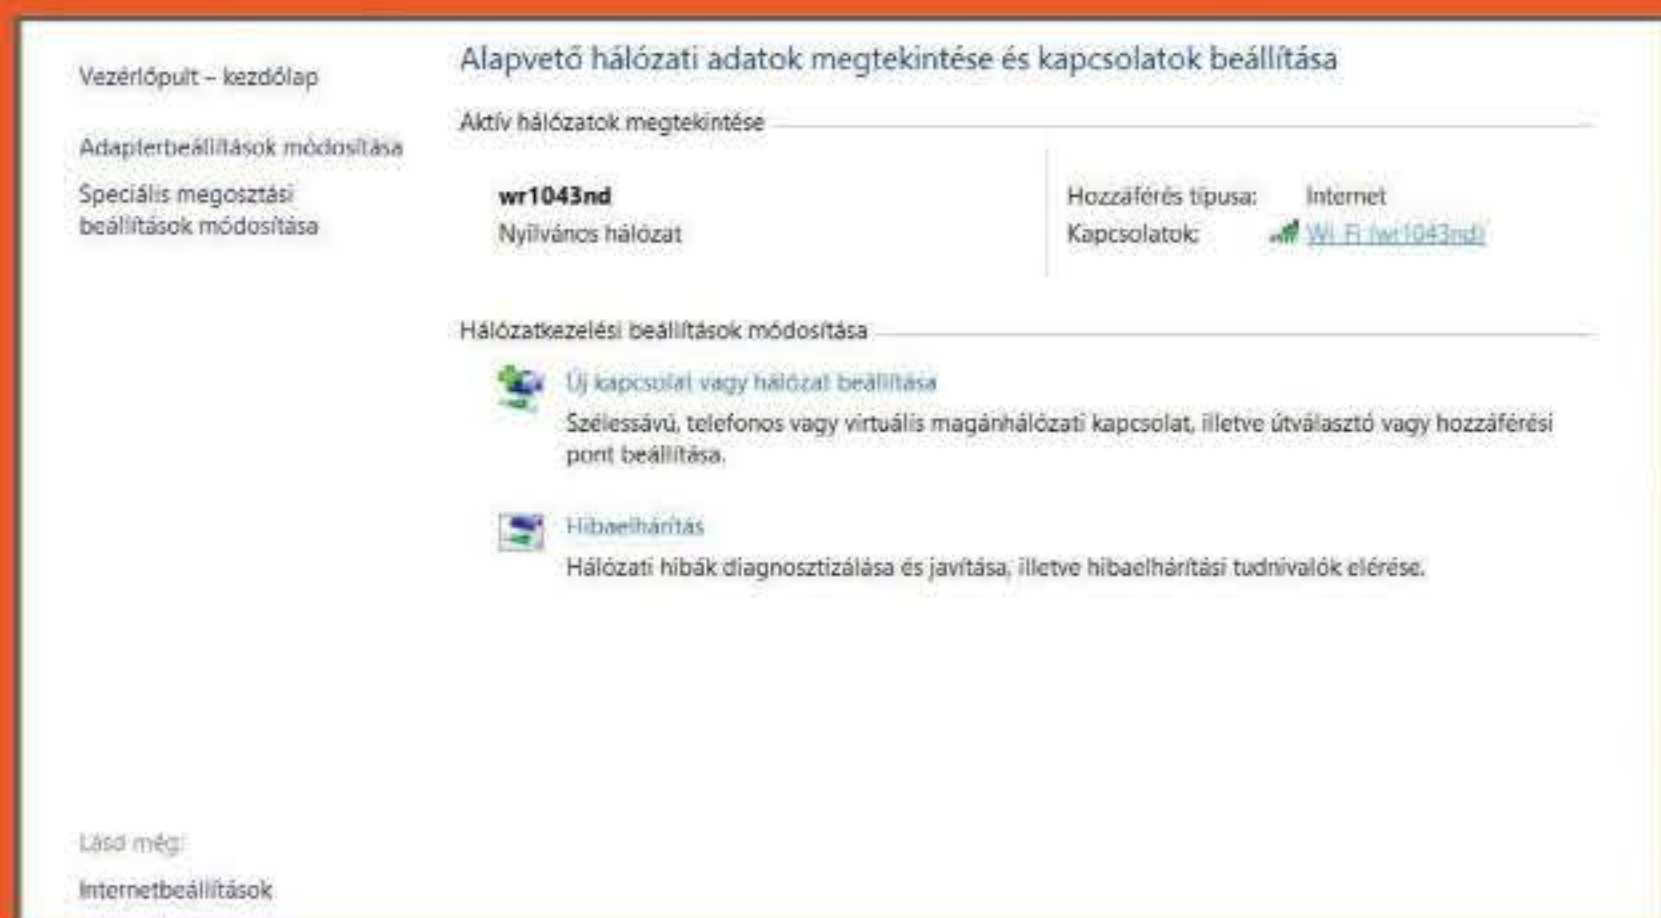 Vezérlőpult – kezdőlap
Adapterbeállítások módosítása
Speciális megosztási
beállítások módosítása
Alapvető hálózati adatok megtekintése és kapcsolatok beállítása
Aktív hálózatok megtekintése
wr1043nd
Nyilvános hálózat
Hozzáférés típusa: Internet
Kapcsolatok: Wi-Fi (wr1043nd)
Hálózatkezelési beállítások módosítása
Új kapcsolat vagy hálózat beállítása
Szélessávú, telefonos vagy virtuális magánhálózati kapcsolat, illetve útválasztó vagy hozzáférési
pont beállítása.
Hibaelhárítás
Hálózati hibák diagnosztizálása és javítása, illetve hibaelhárítási tudnivalók elérése.
Lásd még:
Internetbeállítások